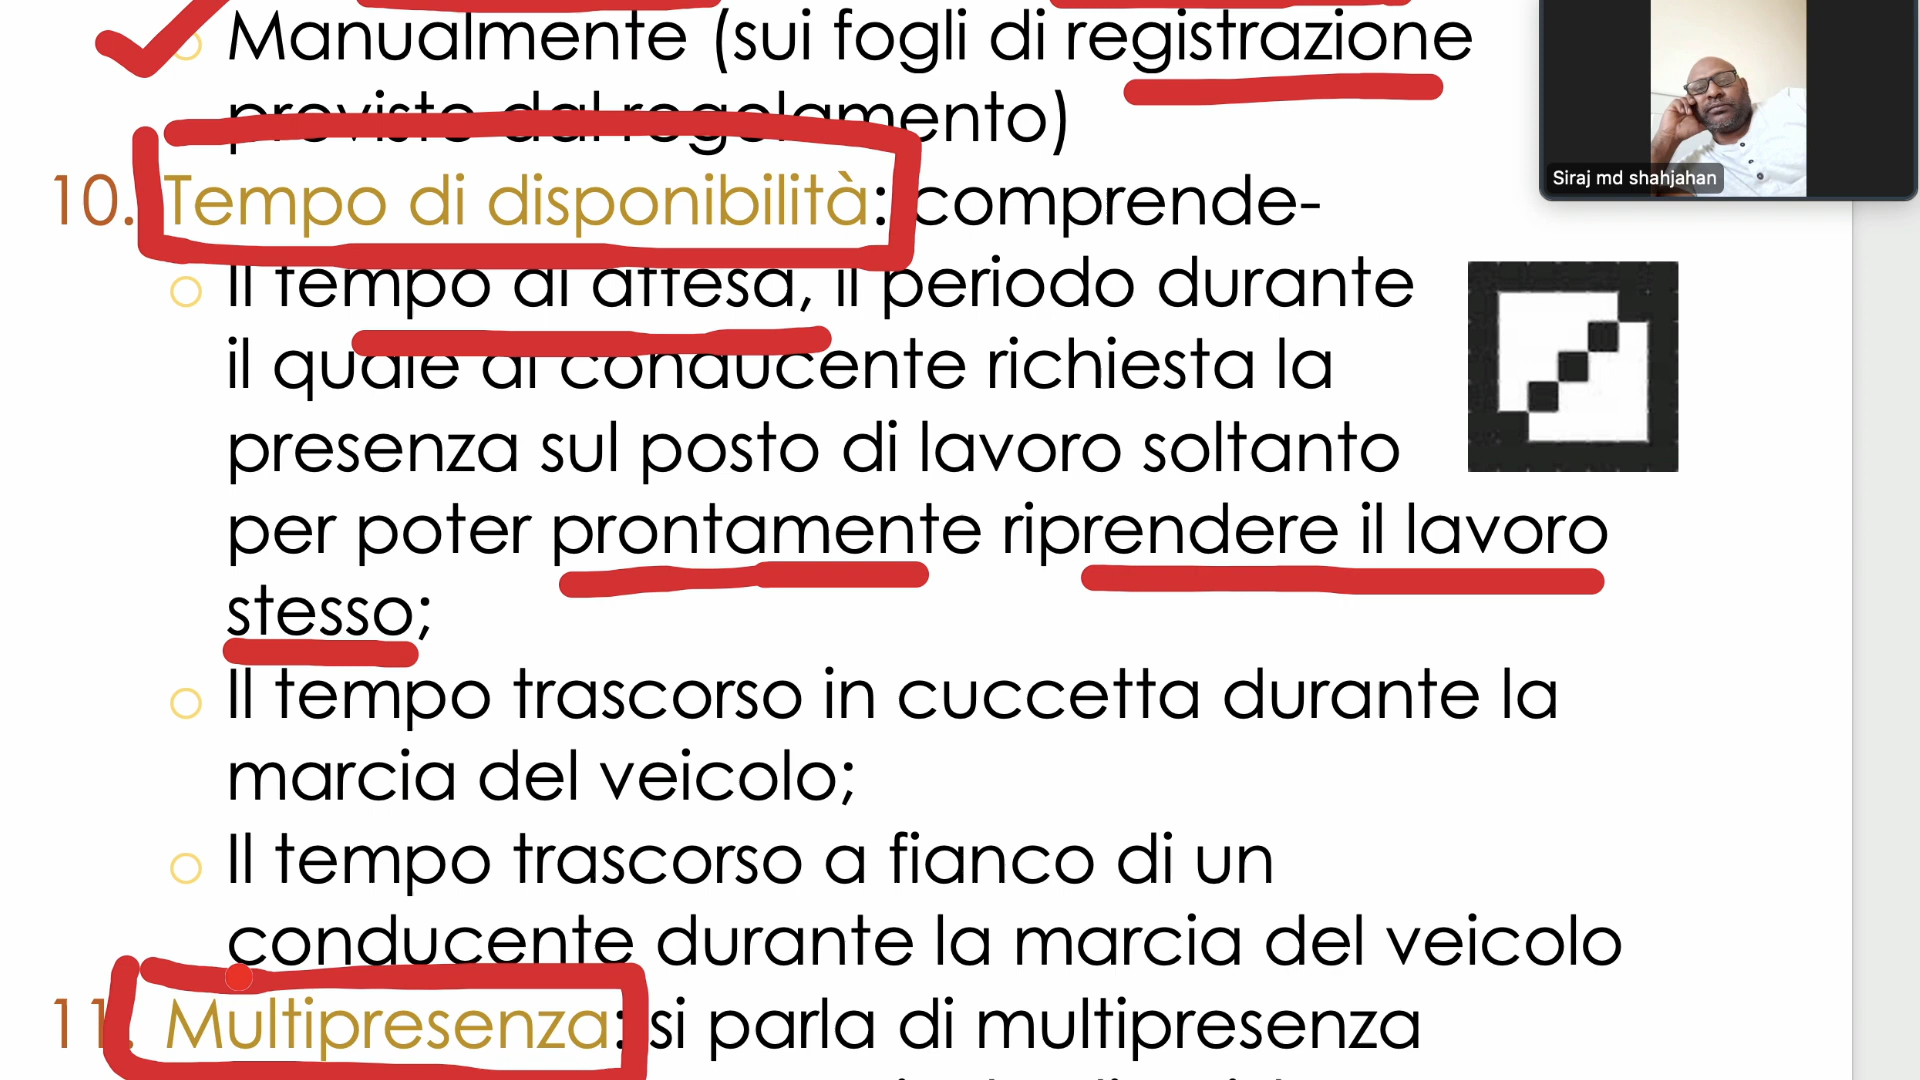 Manualmente (sui fogli di registrazione
previste dal regolamento)
10. Tempo di disponibilità: comprende-
Il tempo di attesa, il periodo durante
il quale al conducente richiesta la
presenza sul posto di lavoro soltanto
per poter prontamente riprendere il lavoro
stesso;
Il tempo trascorso in cuccetta durante la
marcia del veicolo;
Il tempo trascorso a fianco di un
conducente durante la marcia del veicolo
11. Multipresenza: si parla di multipresenza
Siraj md shahjahan